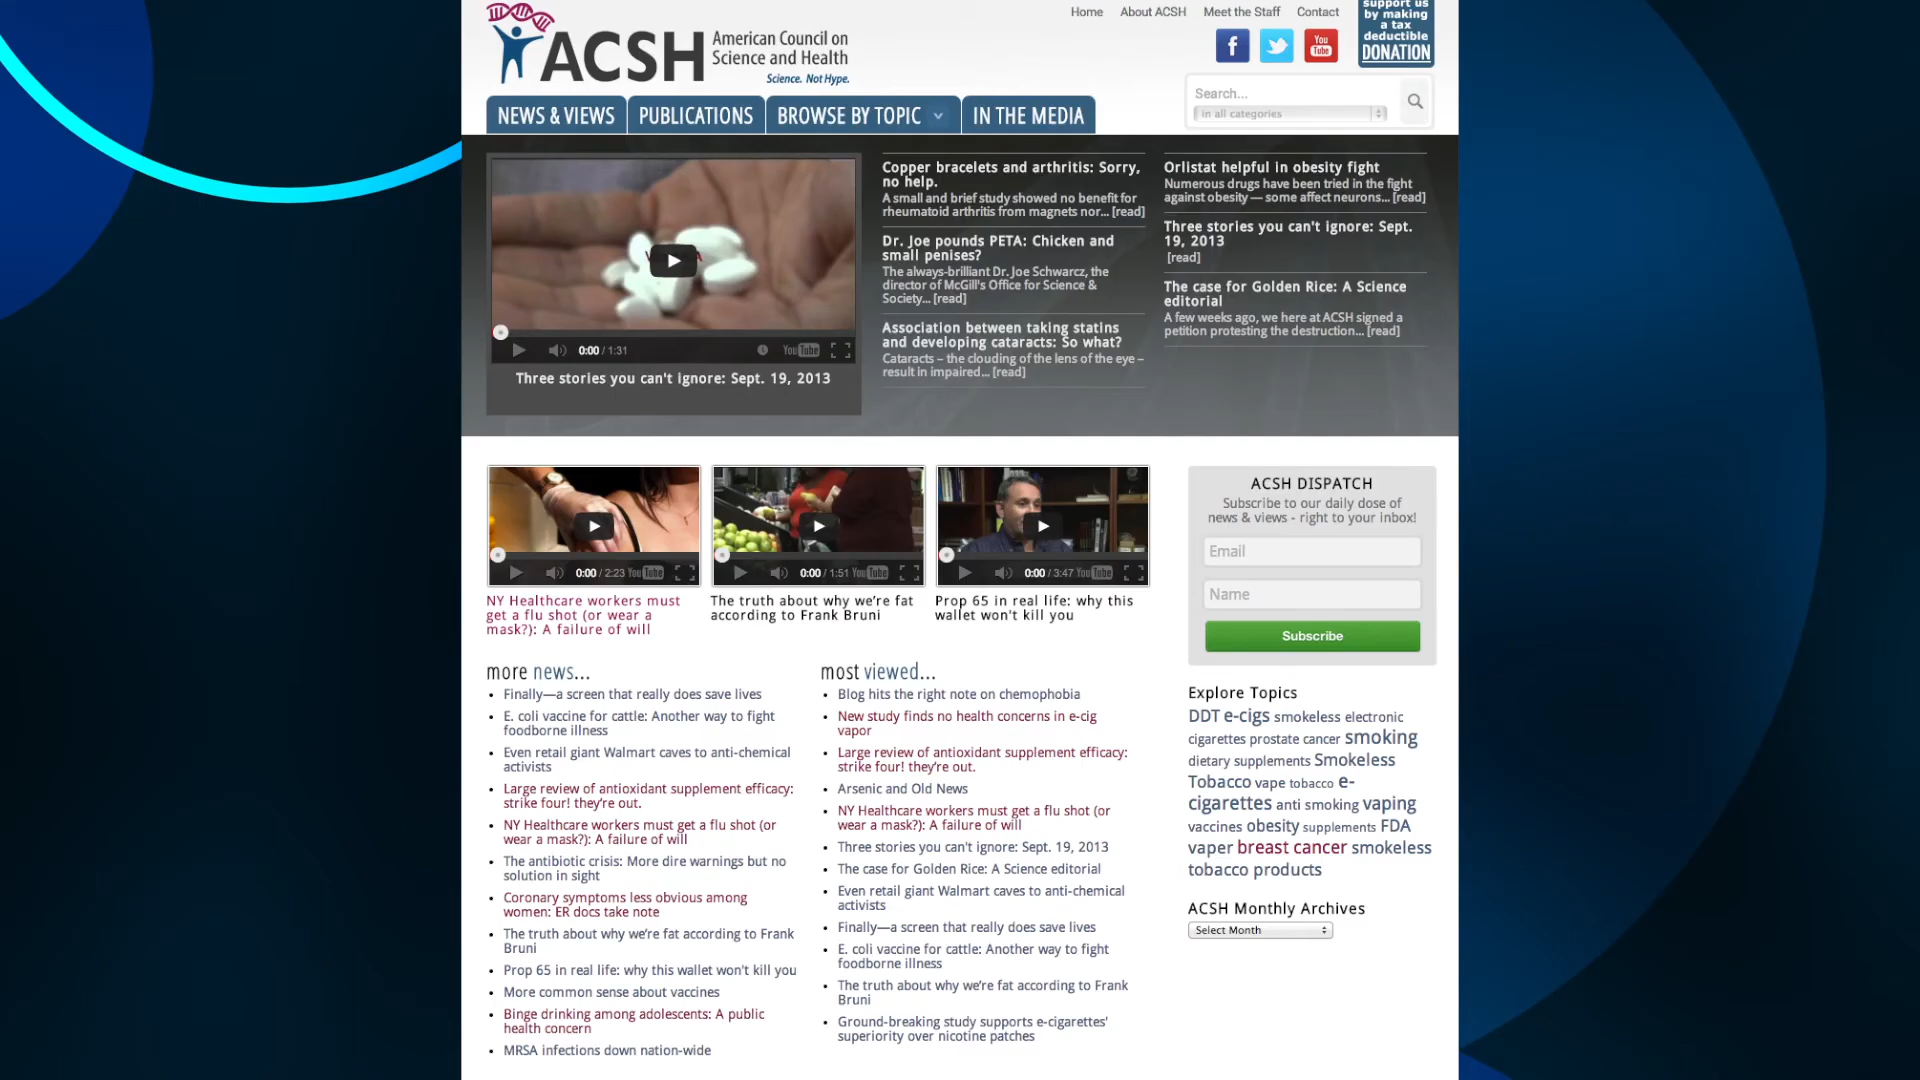 Home About ACSH Meet the Staff Contact
support us
by making
a tax
deductible
DONATION
ACSH American Council on
Science and Health
Science. Not Hype.
f
You
Tube
Search...
in all categories
NEWS & VIEWS PUBLICATIONS BROWSE BY TOPIC IN THE MEDIA
0:00 / 1:31 YouTube
Three stories you can't ignore: Sept. 19, 2013
Copper bracelets and arthritis: Sorry,
no help.
A small and brief study showed no benefit for
rheumatoid arthritis from magnets nor... [read]
Dr. Joe pounds PETA: Chicken and
small penises?
The always-brilliant Dr. Joe Schwarcz, the
director of McGill's Office for Science &
Society... [read]
Association between taking statins
and developing cataracts: So what?
Cataracts – the clouding of the lens of the eye –
result in impaired... [read]
Orlistat helpful in obesity fight
Numerous drugs have been tried in the fight
against obesity — some affect neurons... [read]
Three stories you can't ignore: Sept.
19, 2013
[read]
The case for Golden Rice: A Science
editorial
A few weeks ago, we here at ACSH signed a
petition protesting the destruction... [read]
0:00 / 2:23 YouTube
NY Healthcare workers must
get a flu shot (or wear a
mask?): A failure of will
0:00 / 1:51 YouTube
The truth about why we're fat
according to Frank Bruni
0:00 / 3:47 YouTube
Prop 65 in real life: why this
wallet won't kill you
ACSH DISPATCH
Subscribe to our daily dose of
news & views - right to your inbox!
Email
Name
Subscribe
more news...
• Finally—a screen that really does save lives
• E. coli vaccine for cattle: Another way to fight
foodborne illness
• Even retail giant Walmart caves to anti-chemical
activists
• Large review of antioxidant supplement efficacy:
strike four! they're out.
• NY Healthcare workers must get a flu shot (or
wear a mask?): A failure of will
• The antibiotic crisis: More dire warnings but no
solution in sight
• Coronary symptoms less obvious among
women: ER docs take note
• The truth about why we're fat according to Frank
Bruni
• Prop 65 in real life: why this wallet won't kill you
• More common sense about vaccines
• Binge drinking among adolescents: A public
health concern
• MRSA infections down nation-wide
most viewed...
• Blog hits the right note on chemophobia
• New study finds no health concerns in e-cig
vapor
• Large review of antioxidant supplement efficacy:
strike four! they're out.
• Arsenic and Old News
• NY Healthcare workers must get a flu shot (or
wear a mask?): A failure of will
• Three stories you can't ignore: Sept. 19, 2013
• The case for Golden Rice: A Science editorial
• Even retail giant Walmart caves to anti-chemical
activists
• Finally—a screen that really does save lives
• E. coli vaccine for cattle: Another way to fight
foodborne illness
• The truth about why we're fat according to Frank
Bruni
• Ground-breaking study supports e-cigarettes'
superiority over nicotine patches
Explore Topics
DDT e-cigs smokeless electronic
cigarettes prostate cancer smoking
dietary supplements Smokeless
Tobacco vape tobacco e-
cigarettes anti smoking vaping
vaccines obesity supplements FDA
vaper breast cancer smokeless
tobacco products
ACSH Monthly Archives
Select Month